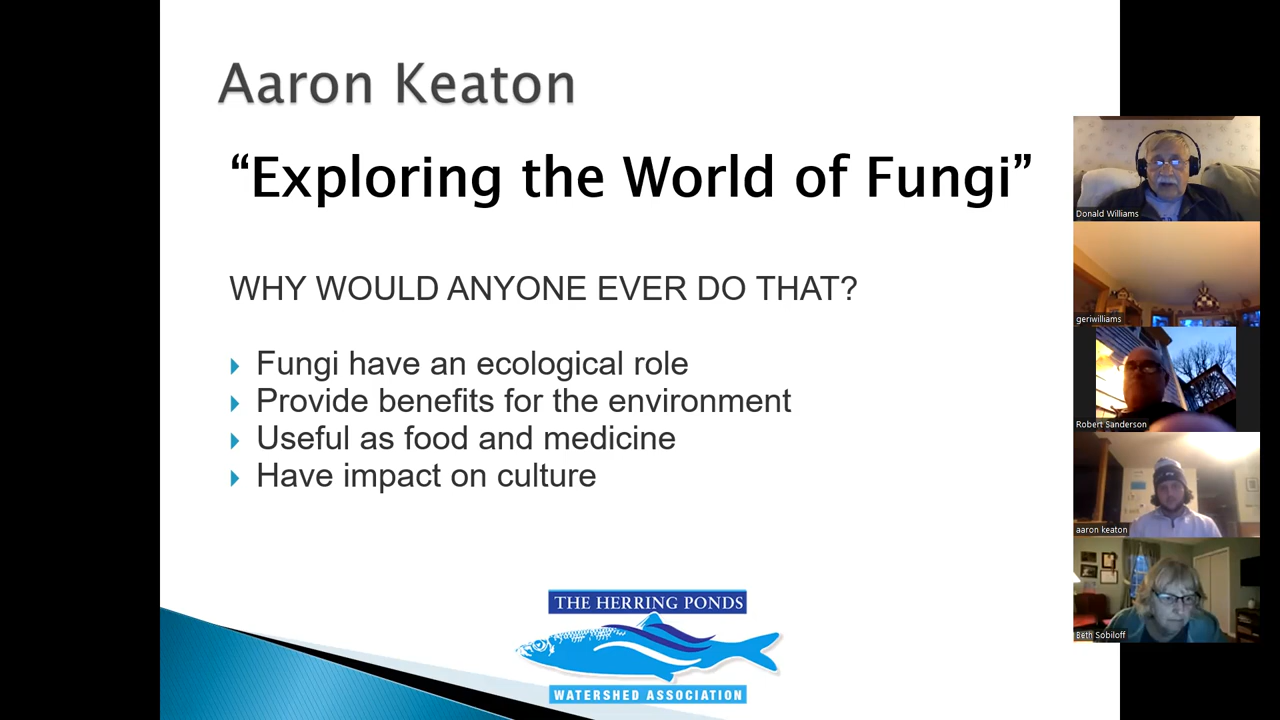 Aaron Keaton
“Exploring the World of Fungi”
WHY WOULD ANYONE EVER DO THAT?
Fungi have an ecological role
Provide benefits for the environment
Useful as food and medicine
Have impact on culture
THE HERRING PONDS
WATERSHED ASSOCIATION
Donald Williams
geriwilliams
Robert Sanderson
aaron keaton
Beth Sobiloff